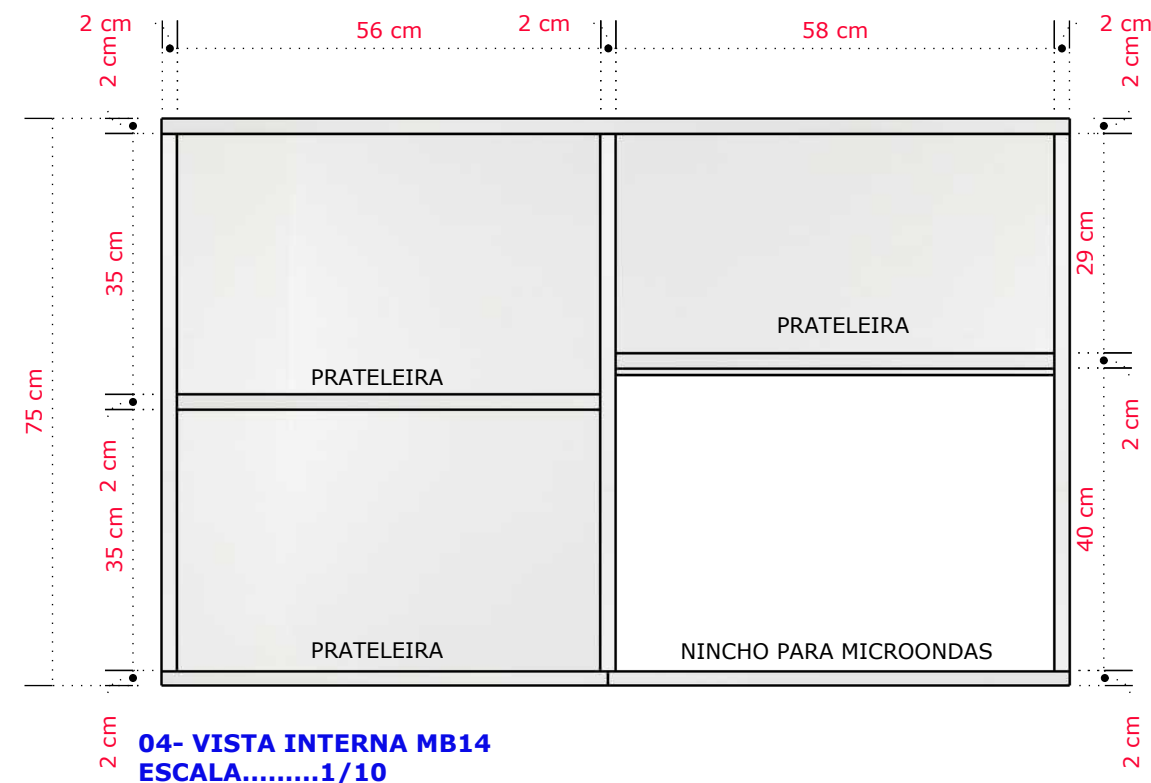 2 cm
56 cm
2 cm
58 cm
2 cm
2 cm
2 cm
35 cm
29 cm
PRATELEIRA
PRATELEIRA
75 cm
2 cm
2 cm
35 cm
40 cm
PRATELEIRA
NINCHO PARA MICROONDAS
2 cm
2 cm
04- VISTA INTERNA MB14
ESCALA.........1/10